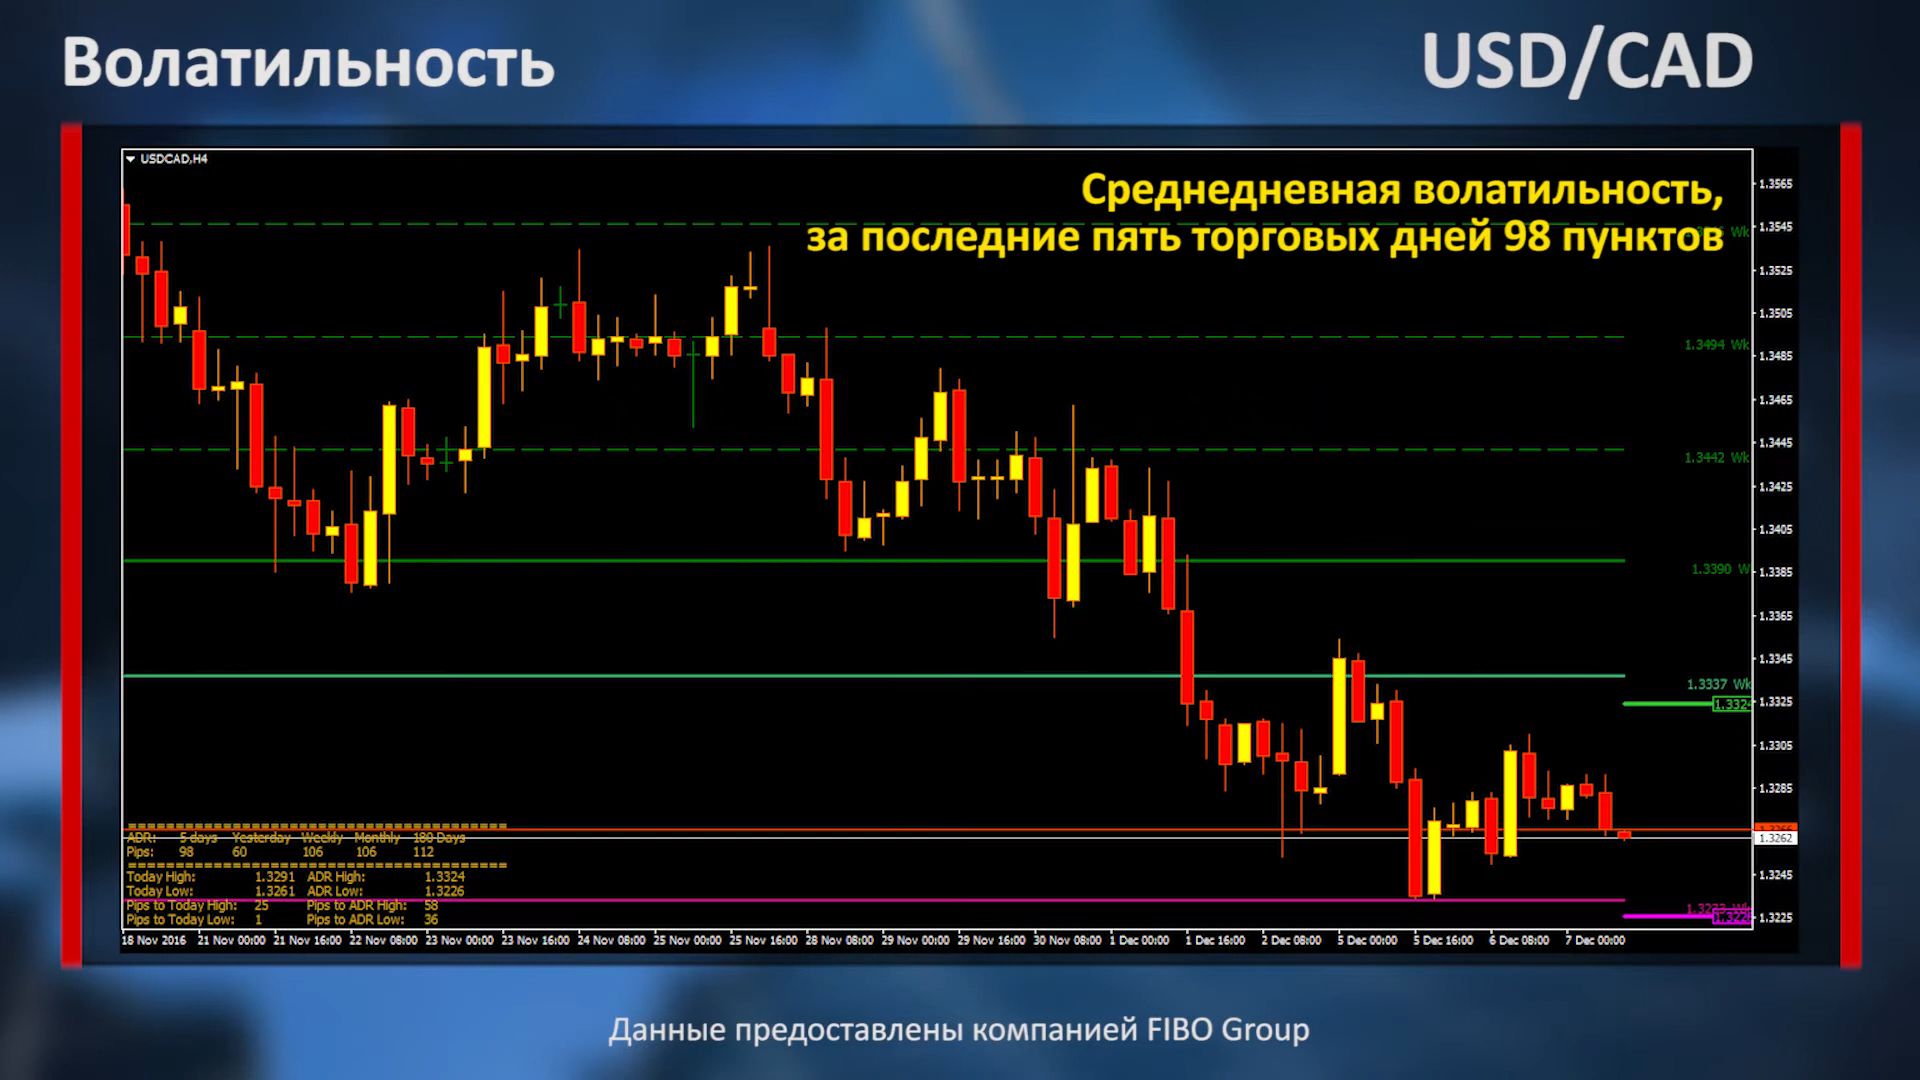 Волатильность
USD/CAD
USDCAD,H4
Среднедневная волатильность,
за последние пять торговых дней 98 пунктов
1.3565
1.3545
1.3525
1.3505
1.3485
1.3465
1.3445
1.3425
1.3405
1.3385
1.3365
1.3345
1.3325
1.3305
1.3285
1.3262
1.3245
1.3225
Wk
1.3494 Wk
1.3442 Wk
1.3390 W
1.3337 Wk
1.332
ADR: 5 days Yesterday Weekly Monthly 180 Days
Pips: 98 60 106 106 112
Today High: 1.3291 ADR High: 1.3324
Today Low: 1.3261 ADR Low: 1.3226
Pips to Today High: 25 Pips to ADR High: 58
Pips to Today Low: 1 Pips to ADR Low: 36
18 Nov 2016 21 Nov 00:00 21 Nov 16:00 22 Nov 08:00 23 Nov 00:00 23 Nov 16:00 24 Nov 08:00 25 Nov 00:00 25 Nov 16:00 28 Nov 08:00 29 Nov 00:00 29 Nov 16:00 30 Nov 08:00 1 Dec 00:00 1 Dec 16:00 2 Dec 08:00 5 Dec 00:00 5 Dec 16:00 6 Dec 08:00 7 Dec 00:00
Данные предоставлены компанией FIBO Group